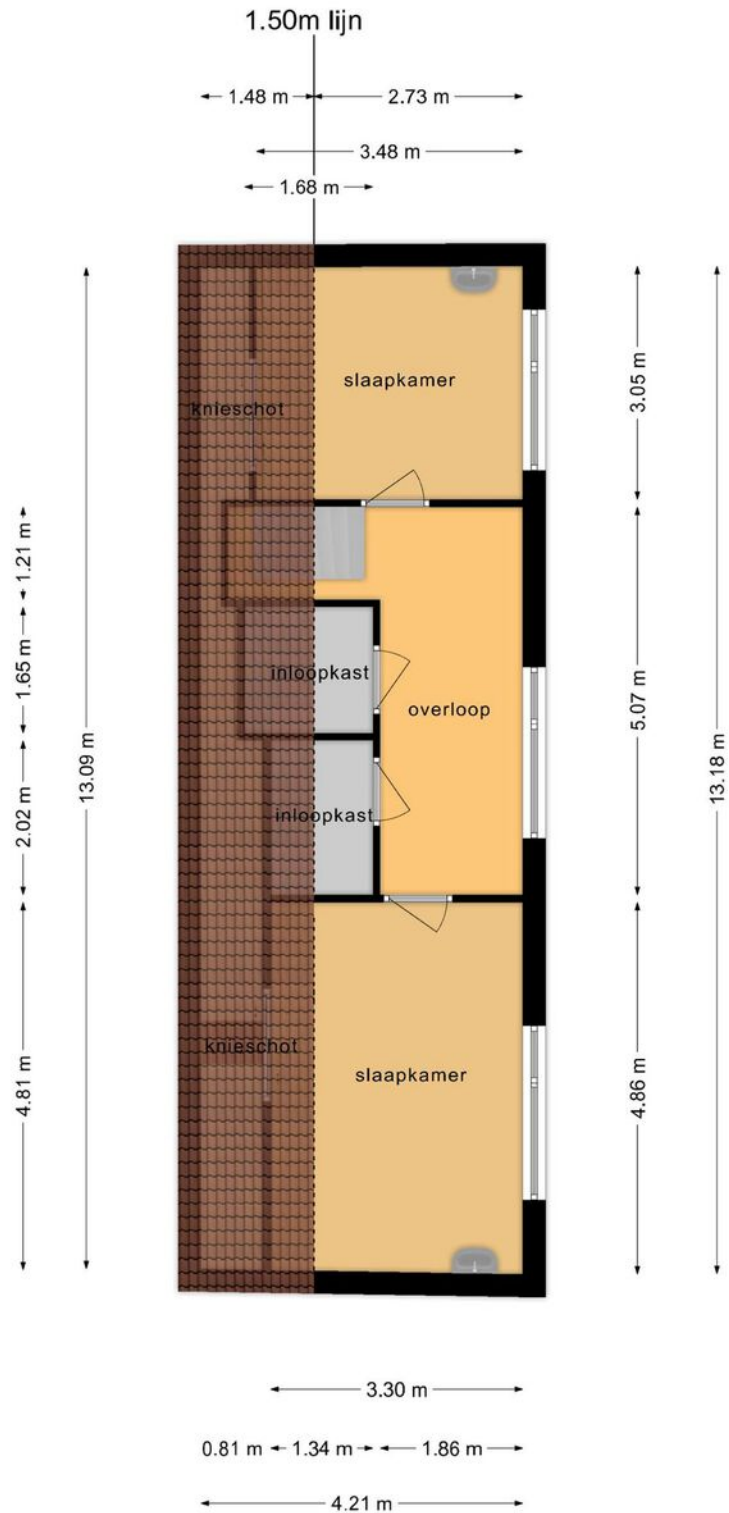 1.50m lijn
1.48 m
2.73 m
3.48 m
1.68 m
slaapkamer
knieschot
3.05 m
1.21 m
inloopkast
1.65 m
overloop
5.07 m
13.09 m
13.18 m
2.02 m
inloopkast
knieschot
slaapkamer
4.81 m
4.86 m
3.30 m
0.81 m
1.34 m
1.86 m
4.21 m